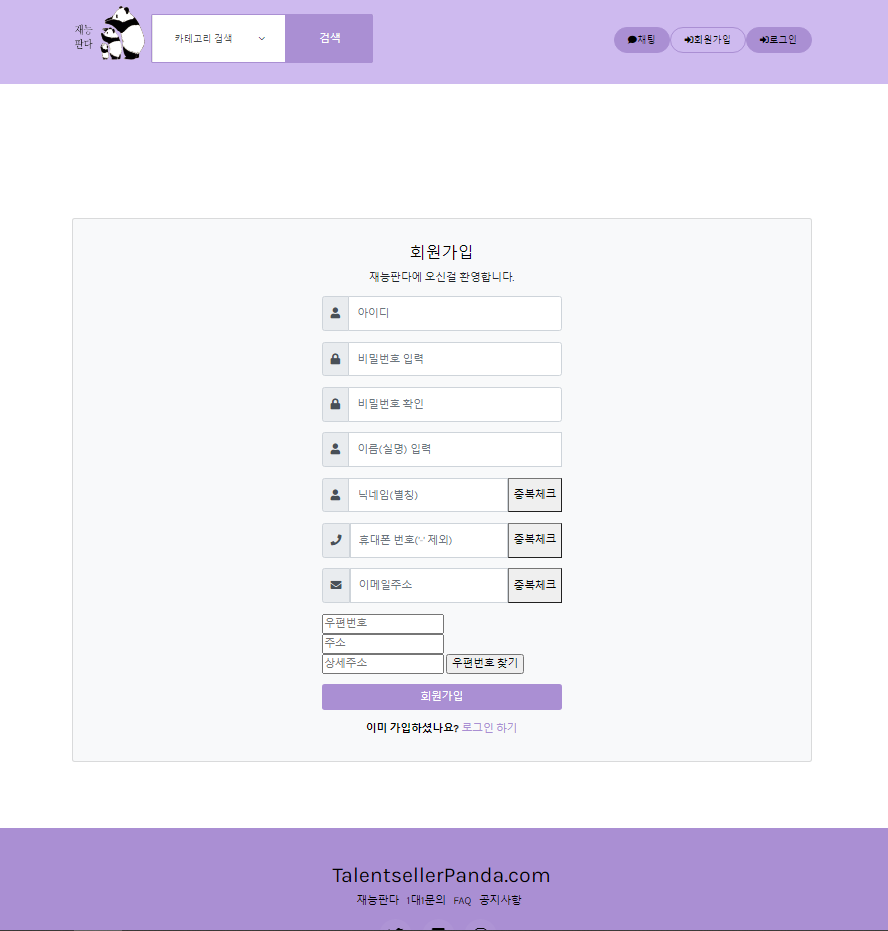 재능
판다
카테고리 검색
검색
채팅
회원가입
로그인
회원가입
재능판다에 오신걸 환영합니다.
아이디
비밀번호 입력
비밀번호 확인
이름(실명) 입력
닉네임(별칭)
중복체크
휴대폰 번호('-' 제외)
중복체크
이메일주소
중복체크
우편번호
주소
상세주소
우편번호 찾기
회원가입
이미 가입하셨나요? 로그인 하기
TalentsellerPanda.com
재능판다 1대1문의 FAQ 공지사항